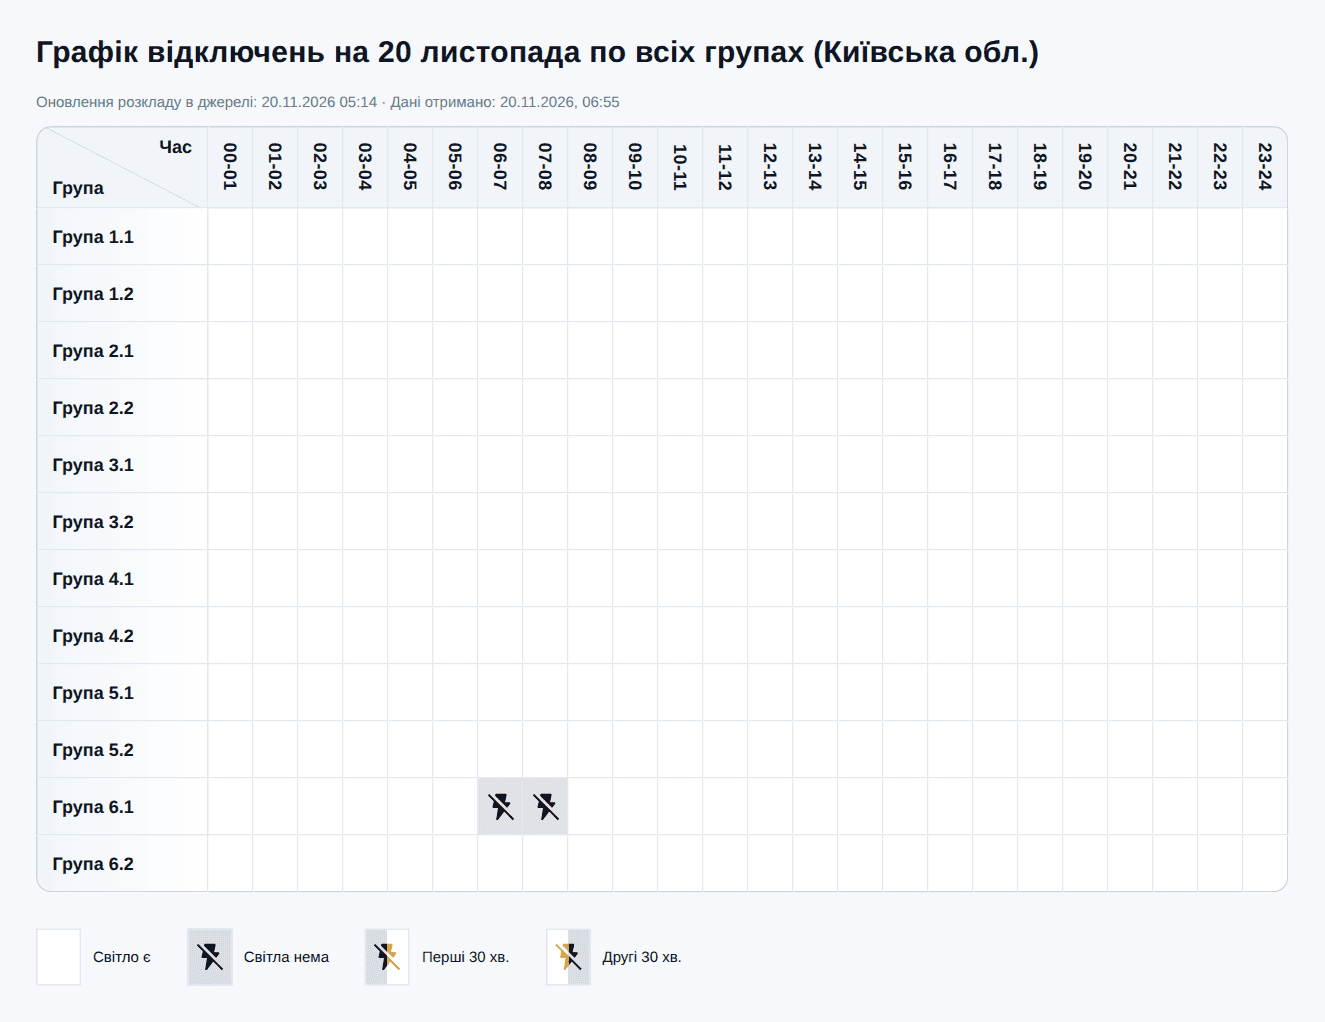 Графік відключень на 20 листопада по всіх групах (Київська обл.)
Оновлення розкладу в джерелі: 20.11.2026 05:14 · Дані отримано: 20.11.2026, 06:55
Час
Група
00-01 01-02 02-03 03-04 04-05 05-06 06-07 07-08 08-09 09-10 10-11 11-12 12-13 13-14 14-15 15-16 16-17 17-18 18-19 19-20 20-21 21-22 22-23 23-24
Група 1.1
Група 1.2
Група 2.1
Група 2.2
Група 3.1
Група 3.2
Група 4.1
Група 4.2
Група 5.1
Група 5.2
Група 6.1
Група 6.2
Світло є Світла нема Перші 30 хв. Другі 30 хв.